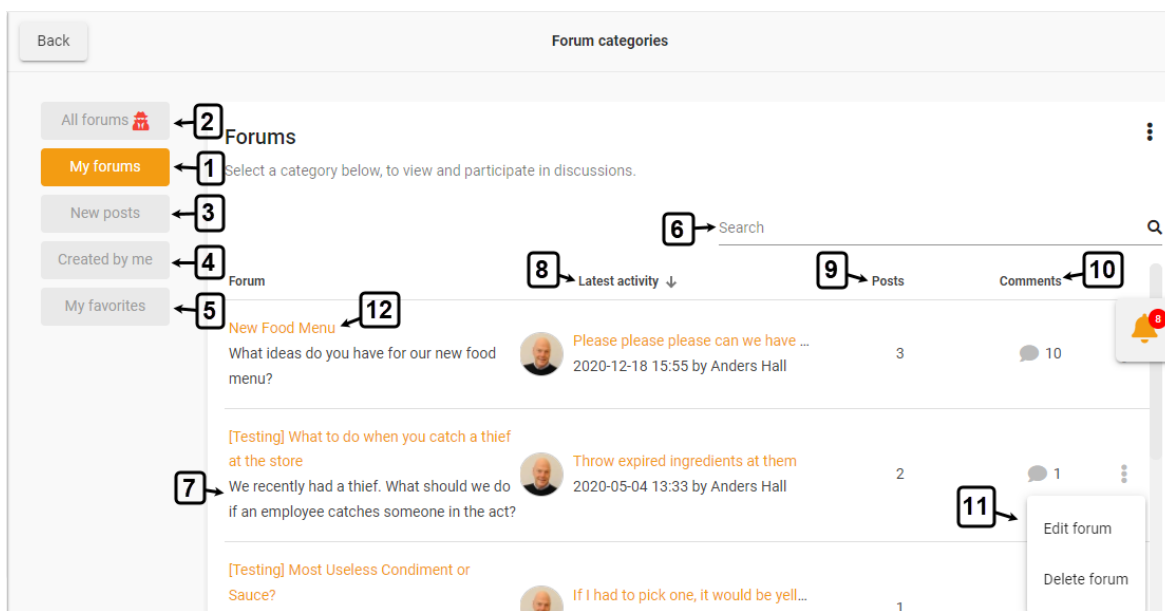 Back
Forum categories
All forums
2
My forums
1
New posts
3
Created by me
4
My favorites
5
Forums
Select a category below, to view and participate in discussions.
6
Search
Forum
8
Latest activity
9
Posts
Comments
10
New Food Menu
12
What ideas do you have for our new food
menu?
Please please please can we have ...
2020-12-18 15:55 by Anders Hall
3
10
8
[Testing] What to do when you catch a thief
at the store
7
We recently had a thief. What should we do
if an employee catches someone in the act?
Throw expired ingredients at them
2020-05-04 13:33 by Anders Hall
2
1
11
Edit forum
Delete forum
[Testing] Most Useless Condiment or
Sauce?
If I had to pick one, it would be yell...
1